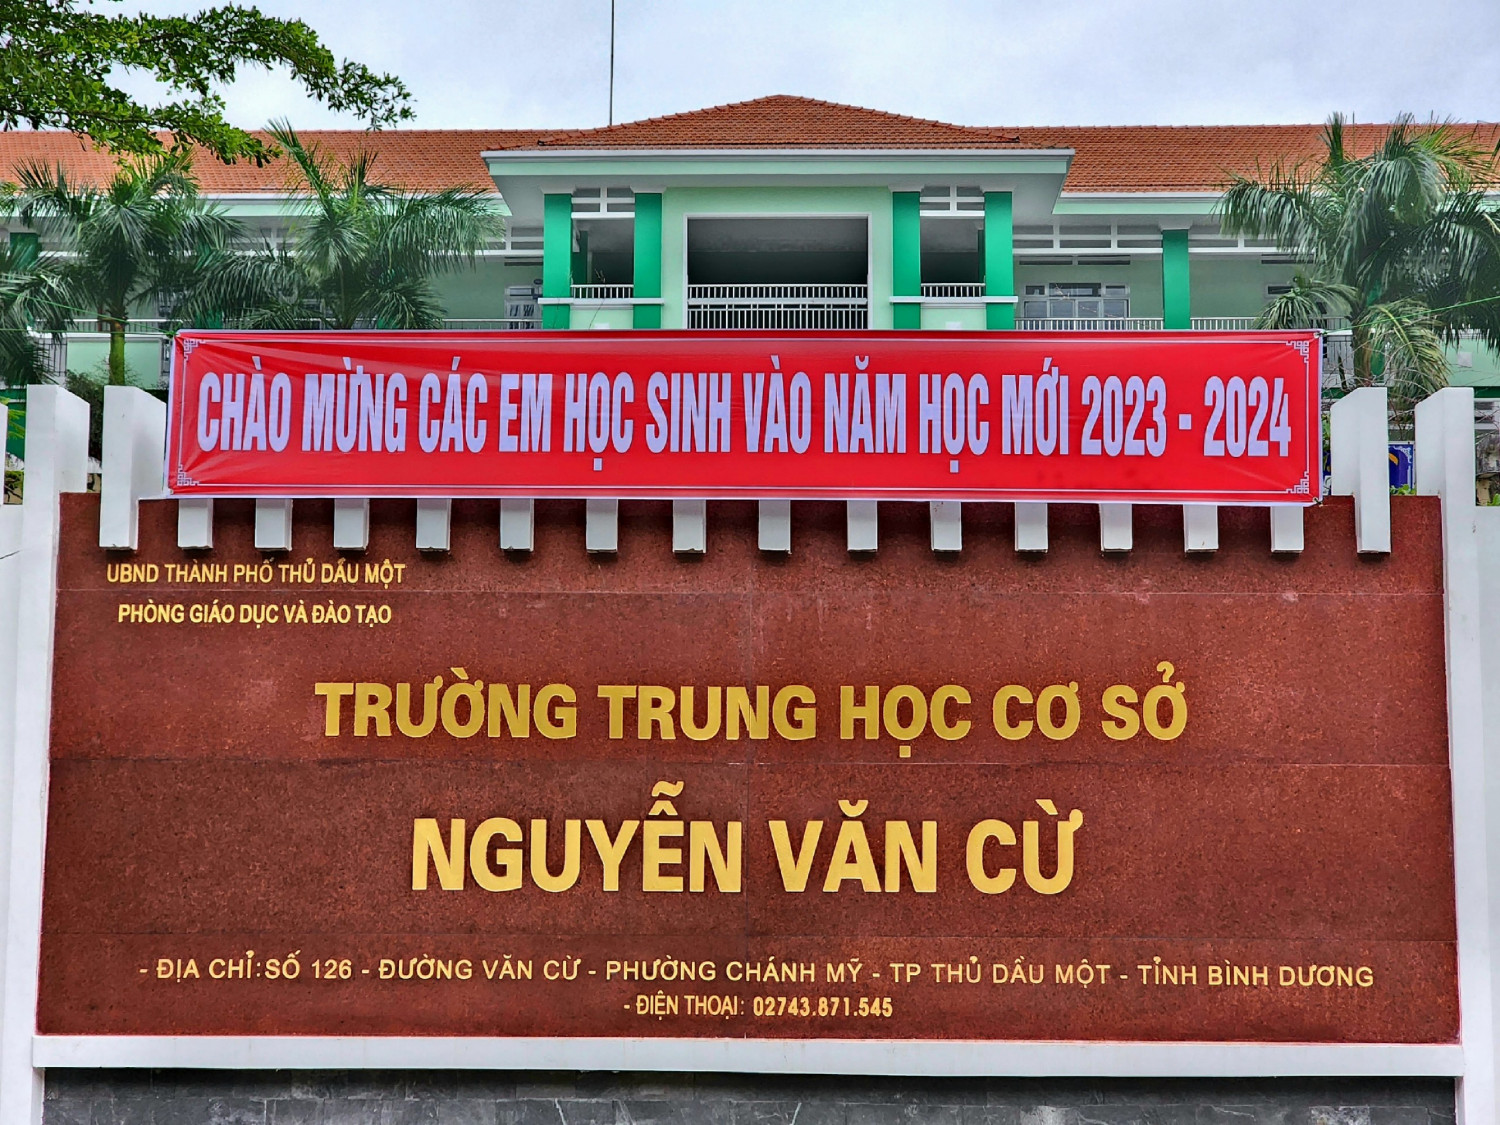 CHÀO MỪNG CÁC EM HỌC SINH VÀO NĂM HỌC MỚI 2023 - 2024
UBND THÀNH PHỐ THỦ DẦU MỘT
PHÒNG GIÁO DỤC VÀ ĐÀO TẠO
TRƯỜNG TRUNG HỌC CƠ SỞ
NGUYỄN VĂN CỪ
- ĐỊA CHỈ: SỐ 126 - ĐƯỜNG VĂN CỪ - PHƯỜNG CHÁNH MỸ - TP THỦ DẦU MỘT - TỈNH BÌNH DƯƠNG
- ĐIỆN THOẠI: 02743.871.545